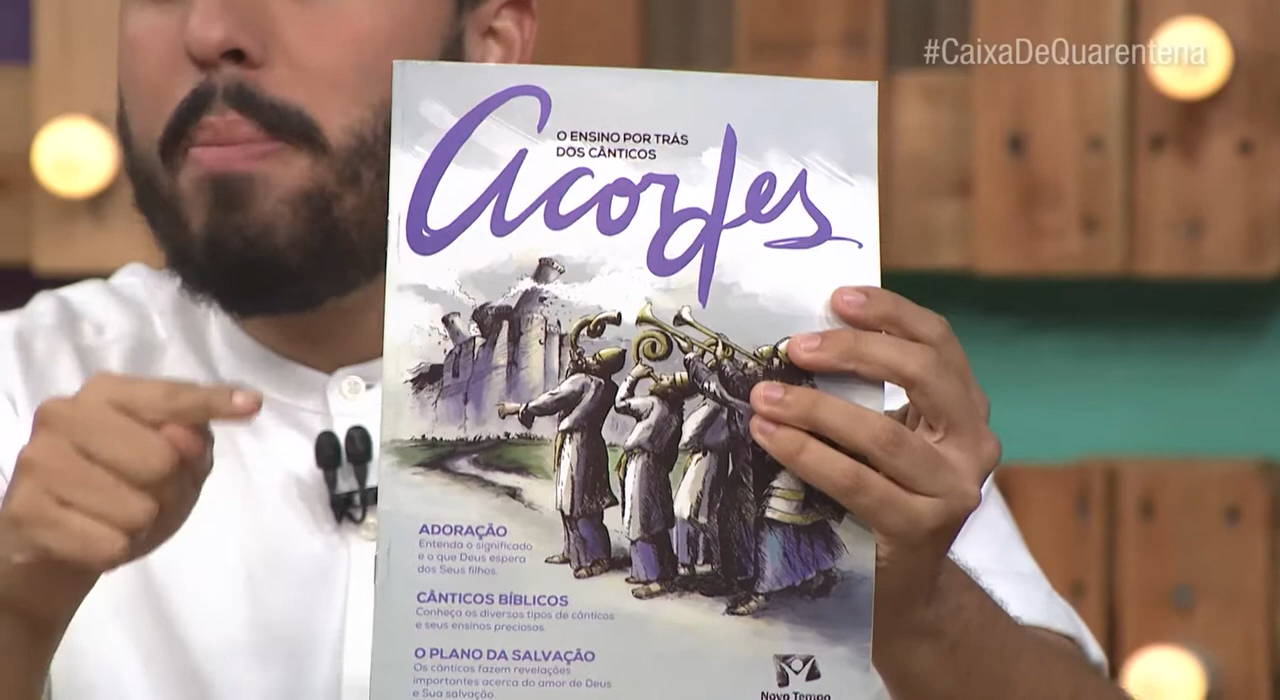 #CaixaDeQuarentena
O ENSINO POR TRÁS
DOS CÂNTICOS
acordes
ADORAÇÃO
Entenda o significado
e o que Deus espera
dos Seus filhos.
CÂNTICOS BÍBLICOS
Conheça os diversos tipos de cânticos
e seus ensinos preciosos.
O PLANO DA SALVAÇÃO
Os cânticos fazem revelações
importantes acerca do amor de Deus
e Sua salvação
Novo Tempo